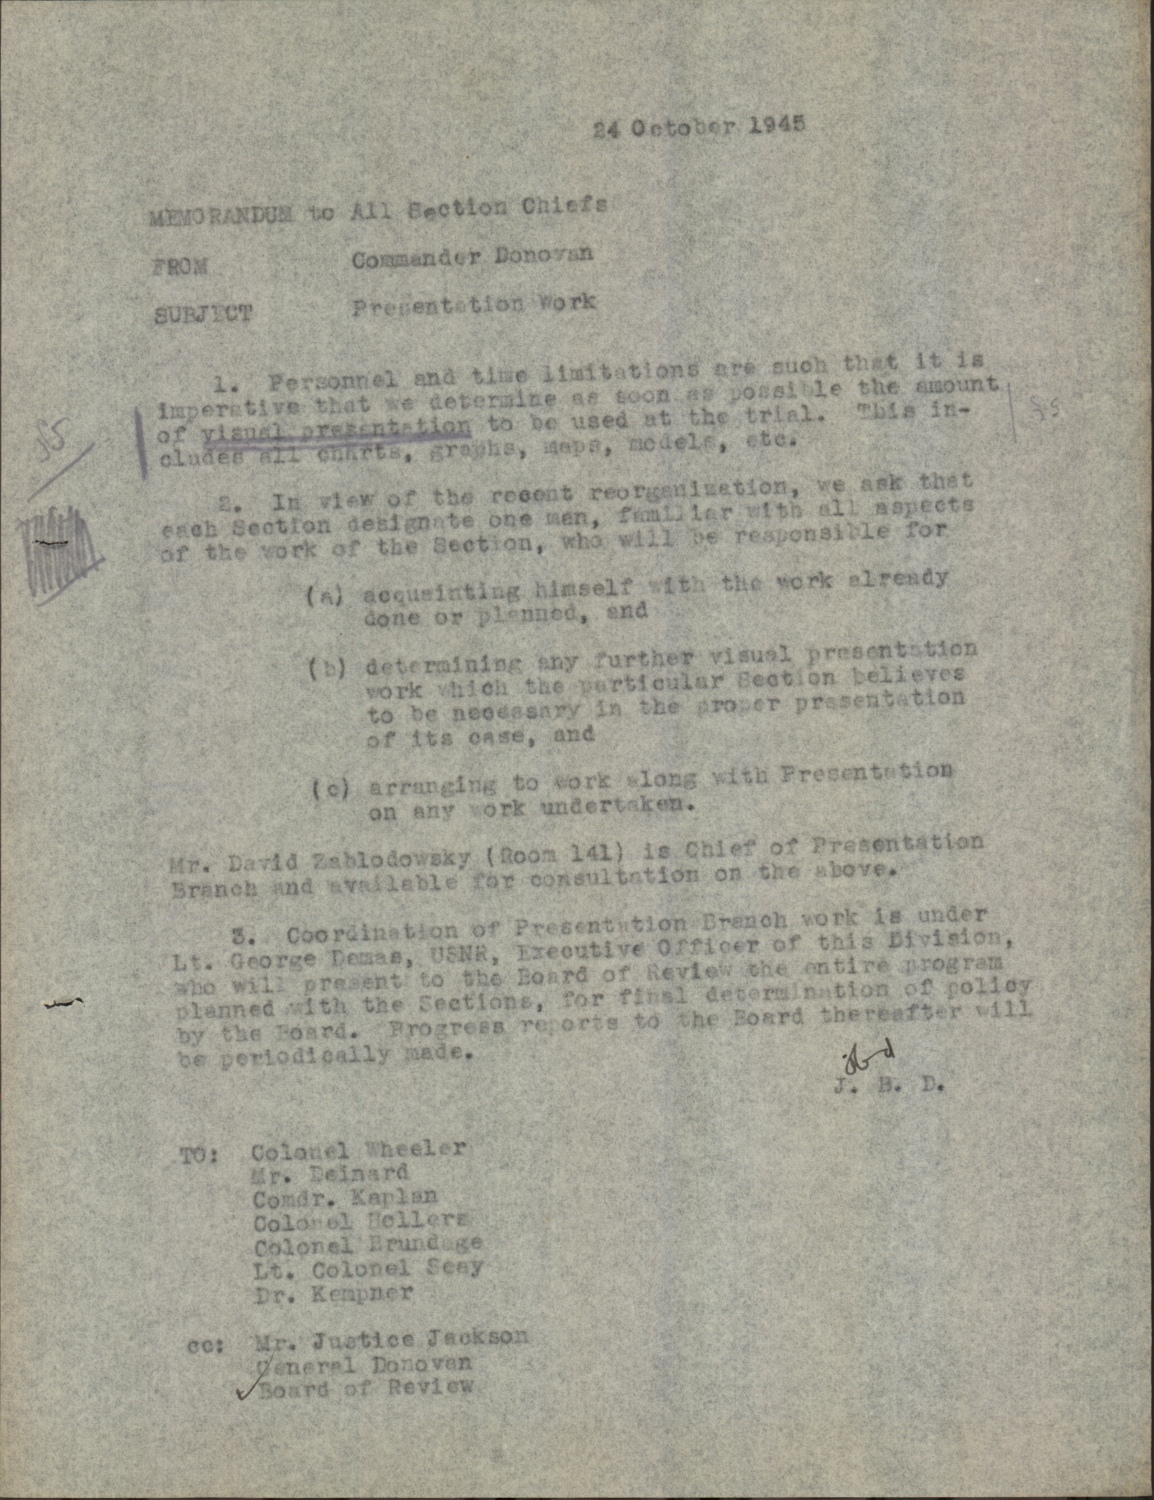 24 October 1945
MEMORANDUM to All Section Chiefs
FROM Commander Donovan
SUBJECT Presentation Work
1. Personnel and time limitations are such that it is
imperative that we determine as soon as possible the amount
of visual presentation to be used at the trial. This in-
cludes all charts, graphs, maps, models, etc.
2. In view of the recent reorganization, we ask that
each Section designate one man, familiar with all aspects
of the work of the Section, who will be responsible for
(a) acquainting himself with the work already
done or planned, and
(b) determining any further visual presentation
work which the particular Section believes
to be necessary in the proper presentation
of its case, and
(c) arranging to work along with Presentation
on any work undertaken.
Mr. David Zablodowsky (Room 141) is Chief of Presentation
Branch and available for consultation on the above.
3. Coordination of Presentation Branch work is under
Lt. George Demas, USNR, Executive Officer of this Division,
who will present to the Board of Review the entire program
planned with the Sections, for final determination of policy
by the Board. Progress reports to the Board thereafter will
be periodically made.
jbd
J. B. D.
TO: Colonel Wheeler
Mr. Deinard
Comdr. Kaplan
Colonel Hollers
Colonel Brundage
Lt. Colonel Seay
Dr. Kempner
cc: Mr. Justice Jackson
General Donovan
Board of Review